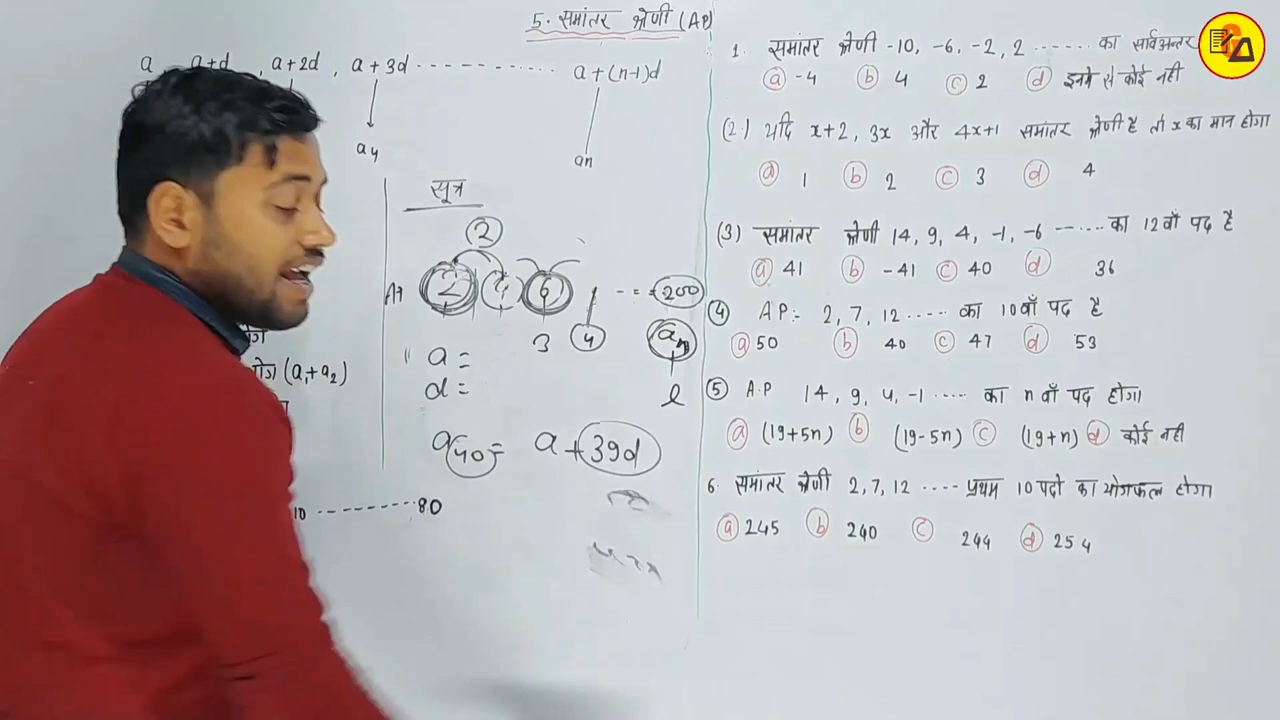 5. समांतर श्रेणी (AP)
a, a+d, a+2d, a+3d ------------ a+(n-1)d
a4
an
सूत्र
2
2 6 --=200
3 4 an
a =
d = l
(a1+a2)
a40 = a+39d
10 --------80
1. समांतर श्रेणी -10, -6, -2, 2 ------- का सार्वअन्तर
a -4 b 4 c 2 d इनमें से कोई नहीं
(2) यदि x+2, 3x और 4x+1 समांतर श्रेणी है तो x का मान होगा
a 1 b 2 c 3 d 4
(3) समांतर श्रेणी 14, 9, 4, -1, -6 ------ का 12वाँ पद है
a 41 b -41 c 40 d 36
4 AP:- 2, 7, 12 ..... का 10वाँ पद है
a 50 b 40 c 47 d 53
5 A.P 14, 9, 4, -1 ..... का n वाँ पद होगा
a (19+5n) b (19-5n) c (19+n) d कोई नही
6. समांतर श्रेणी 2, 7, 12 ---- प्रथम 10 पदो का योगफल होगा
a 245 b 240 c 244 d 254